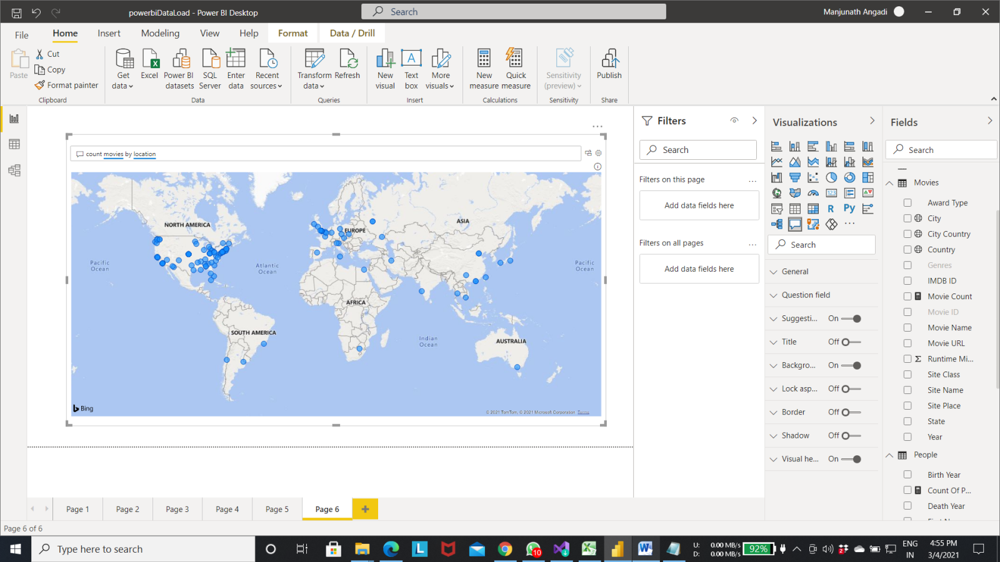 powerbiDataLoad - Power BI Desktop
Search
Manjunath Angadi
File
Home
Insert
Modeling
View
Help
Format
Data / Drill
Paste
Cut
Copy
Format painter
Clipboard
Get data
Excel
Power BI datasets
SQL Server
Enter data
Recent sources
Data
Transform data
Refresh
Queries
New visual
Text box
More visuals
Insert
New measure
Quick measure
Calculations
Sensitivity (preview)
Sensitivity
Publish
Share
count movies by location
NORTH AMERICA
EUROPE
ASIA
Pacific Ocean
Atlantic Ocean
Pacific Ocean
AFRICA
SOUTH AMERICA
Indian Ocean
AUSTRALIA
Bing
© 2021 TomTom, © 2021 Microsoft Corporation Terms
Filters
Search
Filters on this page
...
Add data fields here
Filters on all pages
...
Add data fields here
Visualizations
123
R
Py
Search
General
Question field
Suggesti... On
Title Off
Backgro... On
Lock asp... Off
Border Off
Shadow Off
Visual he... On
Fields
Search
Movies
Award Type
City
City Country
Country
Genres
IMDB ID
Movie Count
Movie ID
Movie Name
Movie URL
Runtime Mi...
Site Class
Site Name
Site Place
State
Year
People
Birth Year
Count Of P...
Death Year
Page 1
Page 2
Page 3
Page 4
Page 5
Page 6
Page 6 of 6
Type here to search
10
U: 0.00 MB/s
D: 0.00 MB/s
92%
2
ENG
IN
4:55 PM
3/4/2021